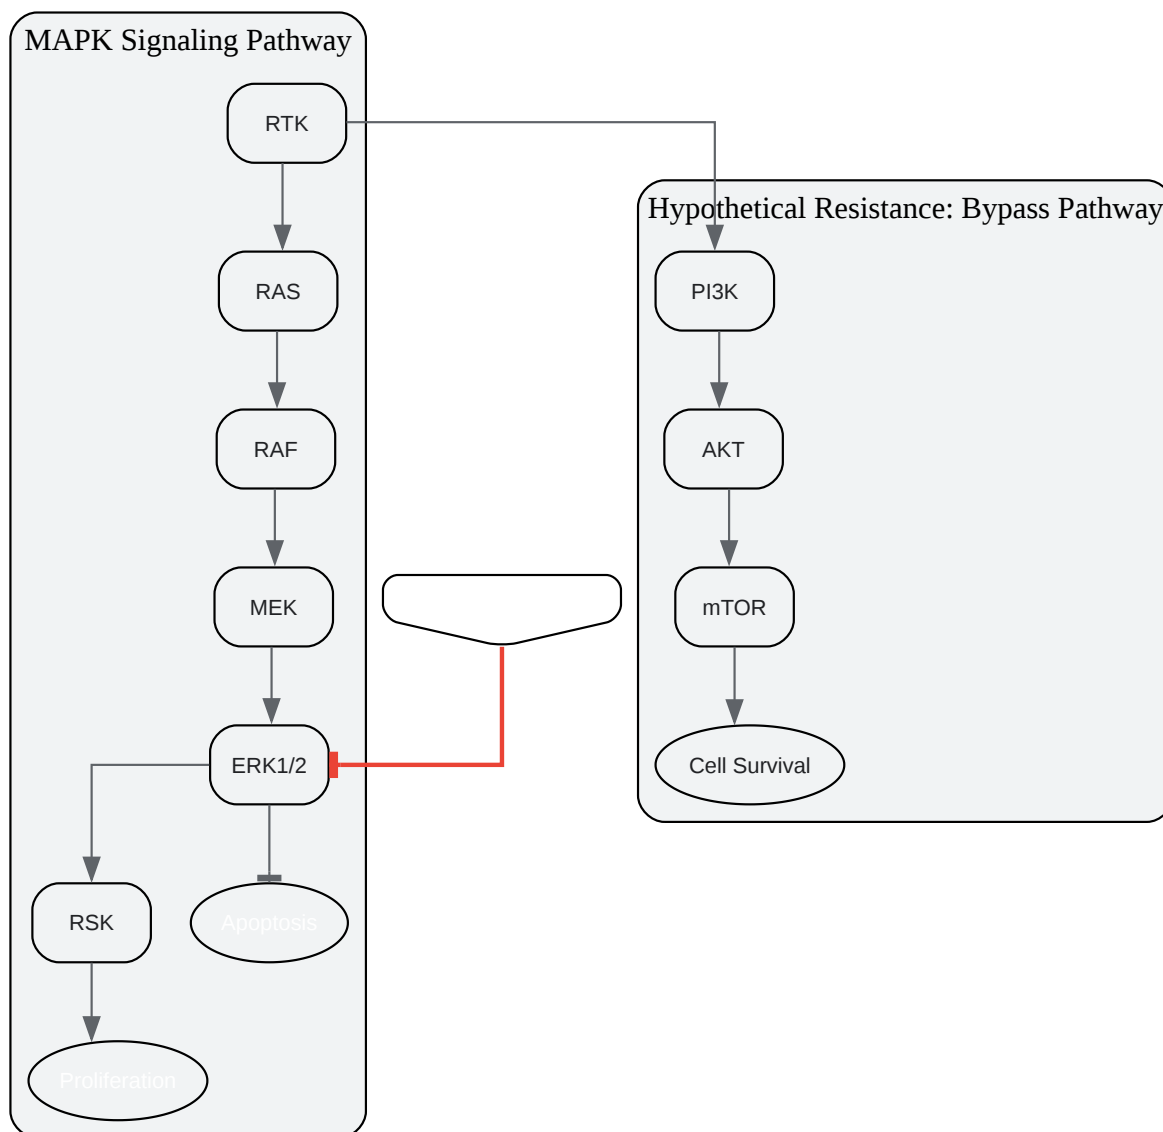 MAPK Signaling Pathway
RTK
Hypothetical Resistance: Bypass Pathway
RAS
PI3K
RAF
AKT
MEK
mTOR
ERK1/2
Cell Survival
RSK
Apoptosis
Proliferation